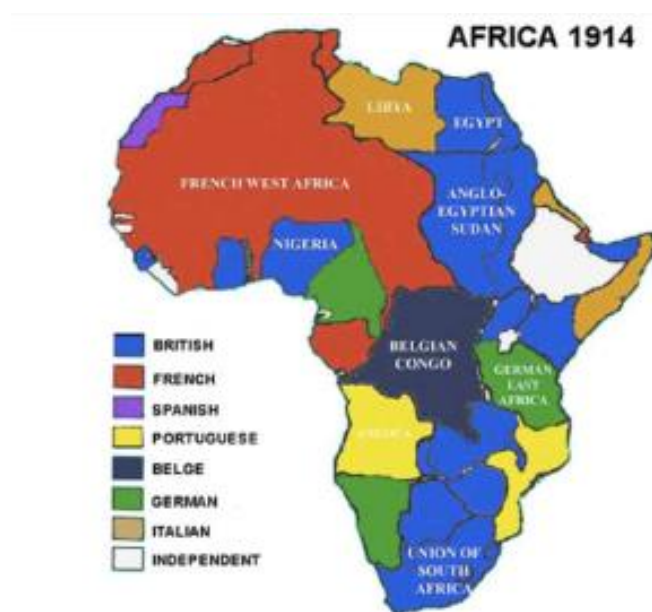 AFRICA 1914
LIBYA
EGYPT
FRENCH WEST AFRICA
ANGLO-
EGYPTIAN
SUDAN
NIGERIA
BELGIAN
CONGO
GERMAN
EAST
AFRICA
ANGOLA
UNION OF
SOUTH
AFRICA
BRITISH
FRENCH
SPANISH
PORTUGUESE
BELGE
GERMAN
ITALIAN
INDEPENDENT